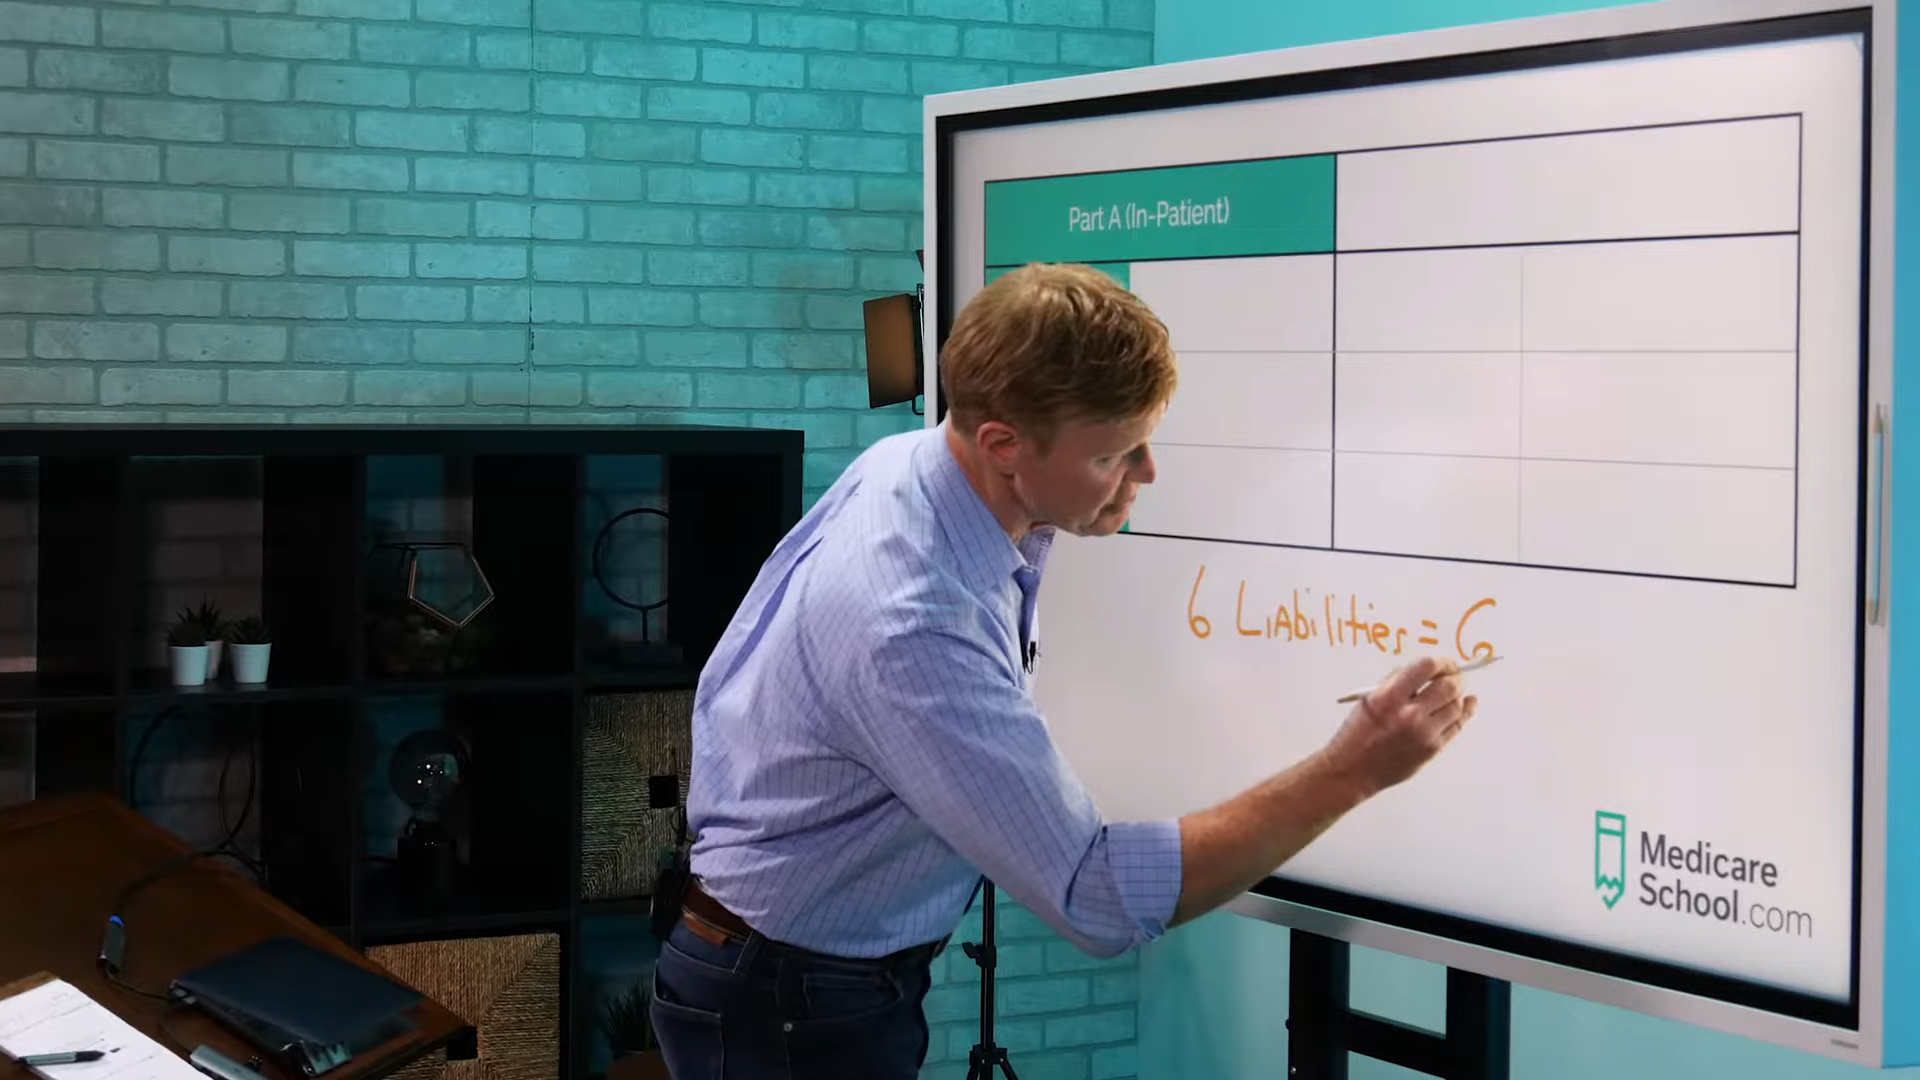 Part A (In-Patient)
6 LiAbilities = 6
Medicare
School.com